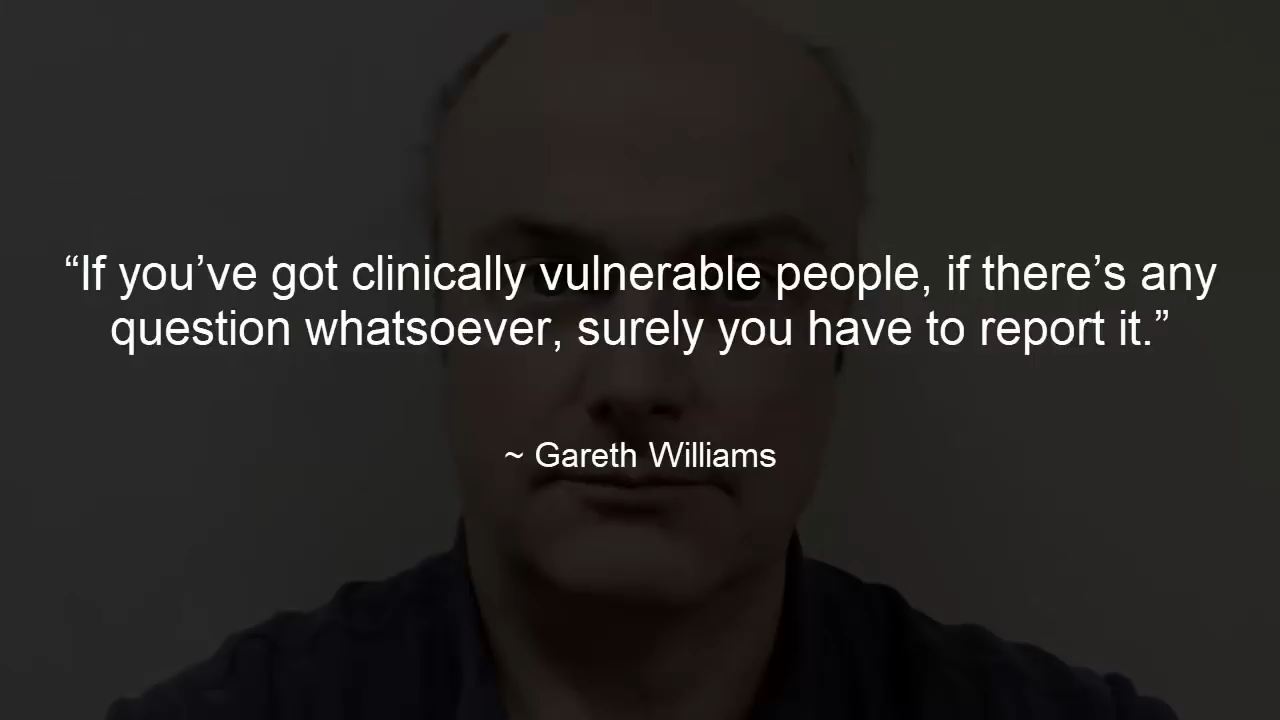 “If you’ve got clinically vulnerable people, if there’s any
question whatsoever, surely you have to report it.”
~ Gareth Williams